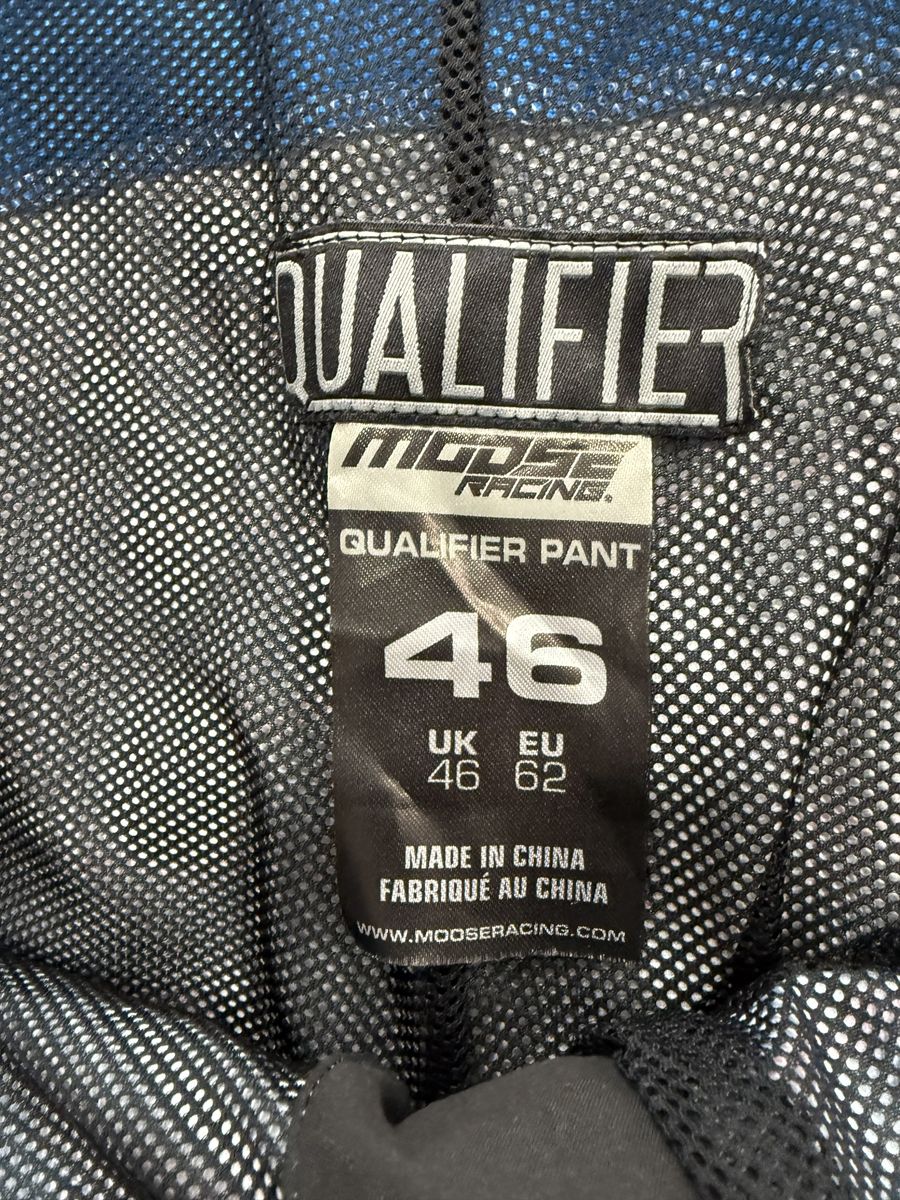 QUALIFIER
MOOSE
RACING.
QUALIFIER PANT
46
UK EU
46 62
MADE IN CHINA
FABRIQUÉ AU CHINA
WWW.MOOSERACING.COM